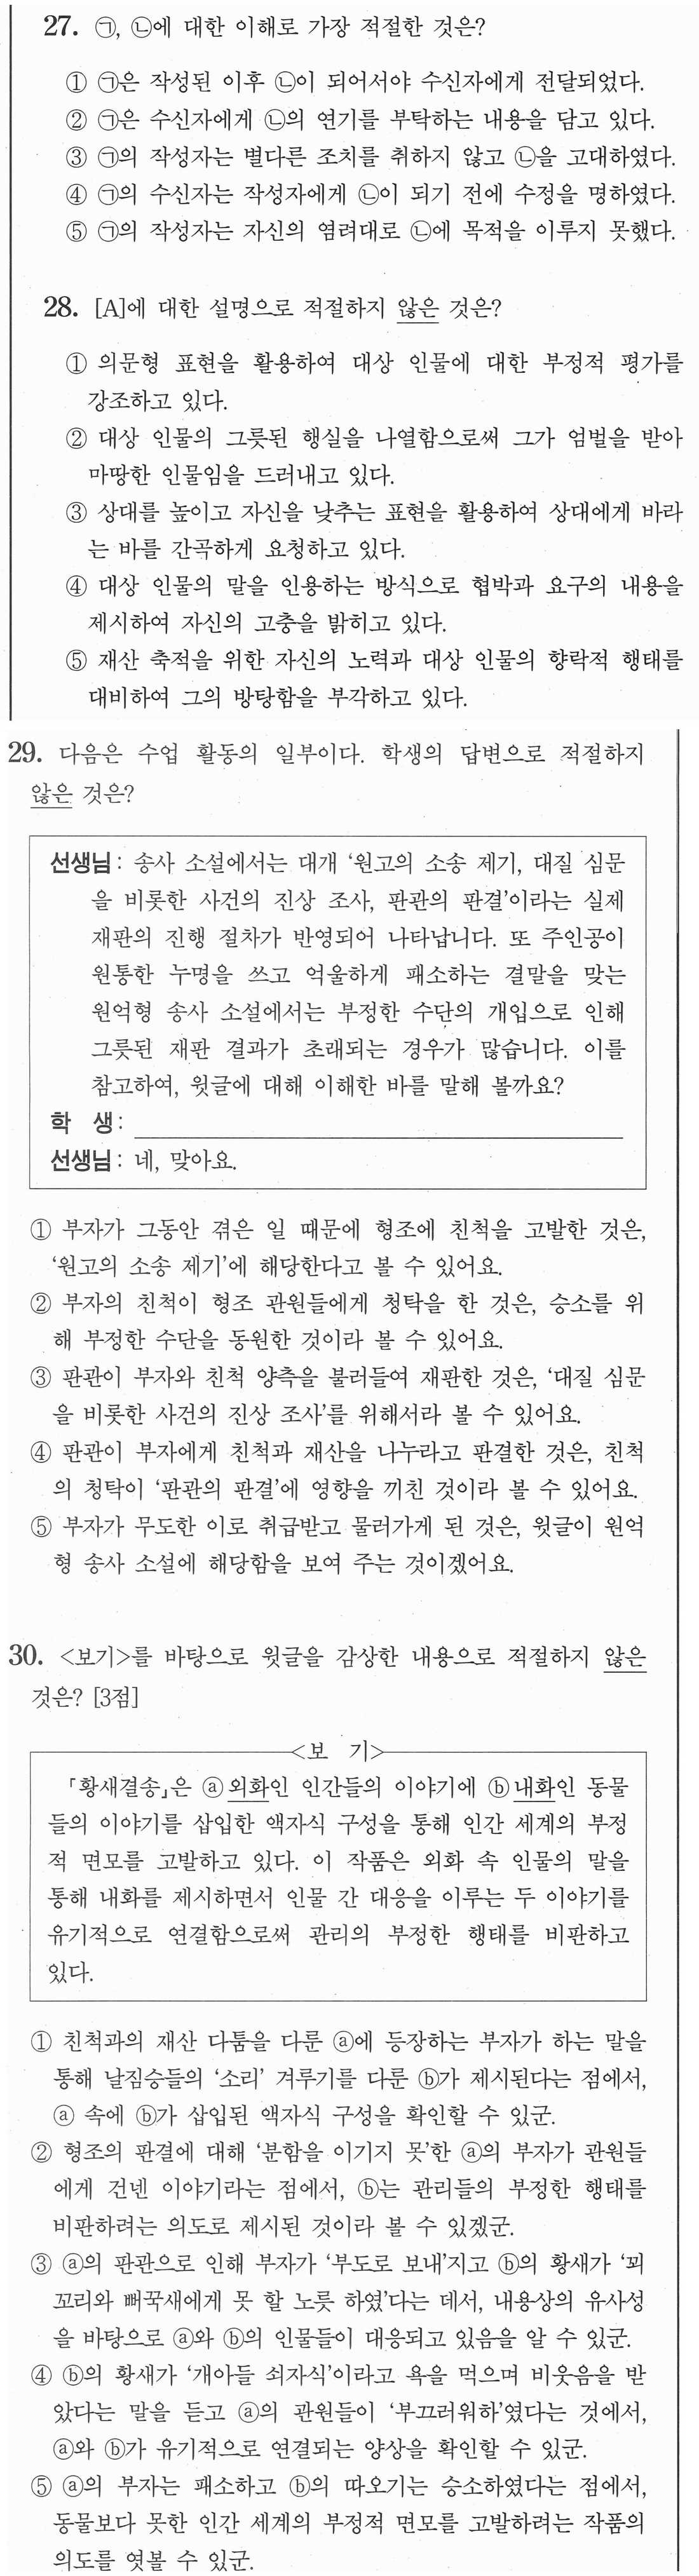 27. ㉠, ㉡에 대한 이해로 가장 적절한 것은?
① ㉠은 작성된 이후 ㉡이 되어서야 수신자에게 전달되었다.
② ㉠은 수신자에게 ㉡의 연기를 부탁하는 내용을 담고 있다.
③ ㉠의 작성자는 별다른 조치를 취하지 않고 ㉡을 고대하였다.
④ ㉠의 수신자는 작성자에게 ㉡이 되기 전에 수정을 명하였다.
⑤ ㉠의 작성자는 자신의 염려대로 ㉡에 목적을 이루지 못했다.
28. [A]에 대한 설명으로 적절하지 않은 것은?
① 의문형 표현을 활용하여 대상 인물에 대한 부정적 평가를
강조하고 있다.
② 대상 인물의 그릇된 행실을 나열함으로써 그가 엄벌을 받아
마땅한 인물임을 드러내고 있다.
③ 상대를 높이고 자신을 낮추는 표현을 활용하여 상대에게 바라
는 바를 간곡하게 요청하고 있다.
④ 대상 인물의 말을 인용하는 방식으로 협박과 요구의 내용을
제시하여 자신의 고충을 밝히고 있다.
⑤ 재산 축적을 위한 자신의 노력과 대상 인물의 향락적 행태를
대비하여 그의 방탕함을 부각하고 있다.
29. 다음은 수업 활동의 일부이다. 학생의 답변으로 적절하지
않은 것은?
선생님: 송사 소설에서는 대개 ‘원고의 소송 제기, 대질 심문
을 비롯한 사건의 진상 조사, 판관의 판결’이라는 실제
재판의 진행 절차가 반영되어 나타납니다. 또 주인공이
원통한 누명을 쓰고 억울하게 패소하는 결말을 맞는
원억형 송사 소설에서는 부정한 수단의 개입으로 인해
그릇된 재판 결과가 초래되는 경우가 많습니다. 이를
참고하여, 윗글에 대해 이해한 바를 말해 볼까요?
학 생:
선생님: 네, 맞아요.
① 부자가 그동안 겪은 일 때문에 형조에 친척을 고발한 것은,
‘원고의 소송 제기’에 해당한다고 볼 수 있어요.
② 부자의 친척이 형조 관원들에게 청탁을 한 것은, 승소를 위
해 부정한 수단을 동원한 것이라 볼 수 있어요.
③ 판관이 부자와 친척 양측을 불러들여 재판한 것은, ‘대질 심문
을 비롯한 사건의 진상 조사’를 위해서라 볼 수 있어요.
④ 판관이 부자에게 친척과 재산을 나누라고 판결한 것은, 친척
의 청탁이 ‘판관의 판결’에 영향을 끼친 것이라 볼 수 있어요.
⑤ 부자가 무도한 이로 취급받고 물러가게 된 것은, 윗글이 원억
형 송사 소설에 해당함을 보여 주는 것이겠어요.
30. <보기>를 바탕으로 윗글을 감상한 내용으로 적절하지 않은
것은? [3점]
<보 기>
「황새결송」은 ⓐ외화인 인간들의 이야기에 ⓑ내화인 동물
들의 이야기를 삽입한 액자식 구성을 통해 인간 세계의 부정
적 면모를 고발하고 있다. 이 작품은 외화 속 인물의 말을
통해 내화를 제시하면서 인물 간 대응을 이루는 두 이야기를
유기적으로 연결함으로써 관리의 부정한 행태를 비판하고
있다.
① 친척과의 재산 다툼을 다룬 ⓐ에 등장하는 부자가 하는 말을
통해 날짐승들의 ‘소리’ 겨루기를 다룬 ⓑ가 제시된다는 점에서,
ⓐ 속에 ⓑ가 삽입된 액자식 구성을 확인할 수 있군.
② 형조의 판결에 대해 ‘분함을 이기지 못’한 ⓐ의 부자가 관원들
에게 건넨 이야기라는 점에서, ⓑ는 관리들의 부정한 행태를
비판하려는 의도로 제시된 것이라 볼 수 있겠군.
③ ⓐ의 판관으로 인해 부자가 ‘부도로 보내’지고 ⓑ의 황새가 ‘꾀
꼬리와 뻐꾹새에게 못 할 노릇 하였’다는 데서, 내용상의 유사성
을 바탕으로 ⓐ와 ⓑ의 인물들이 대응되고 있음을 알 수 있군.
④ ⓑ의 황새가 ‘개아들 쇠자식’이라고 욕을 먹으며 비웃음을 받
았다는 말을 듣고 ⓐ의 관원들이 ‘부끄러워하’였다는 것에서,
ⓐ와 ⓑ가 유기적으로 연결되는 양상을 확인할 수 있군.
⑤ ⓐ의 부자는 패소하고 ⓑ의 따오기는 승소하였다는 점에서,
동물보다 못한 인간 세계의 부정적 면모를 고발하려는 작품의
의도를 엿볼 수 있군.